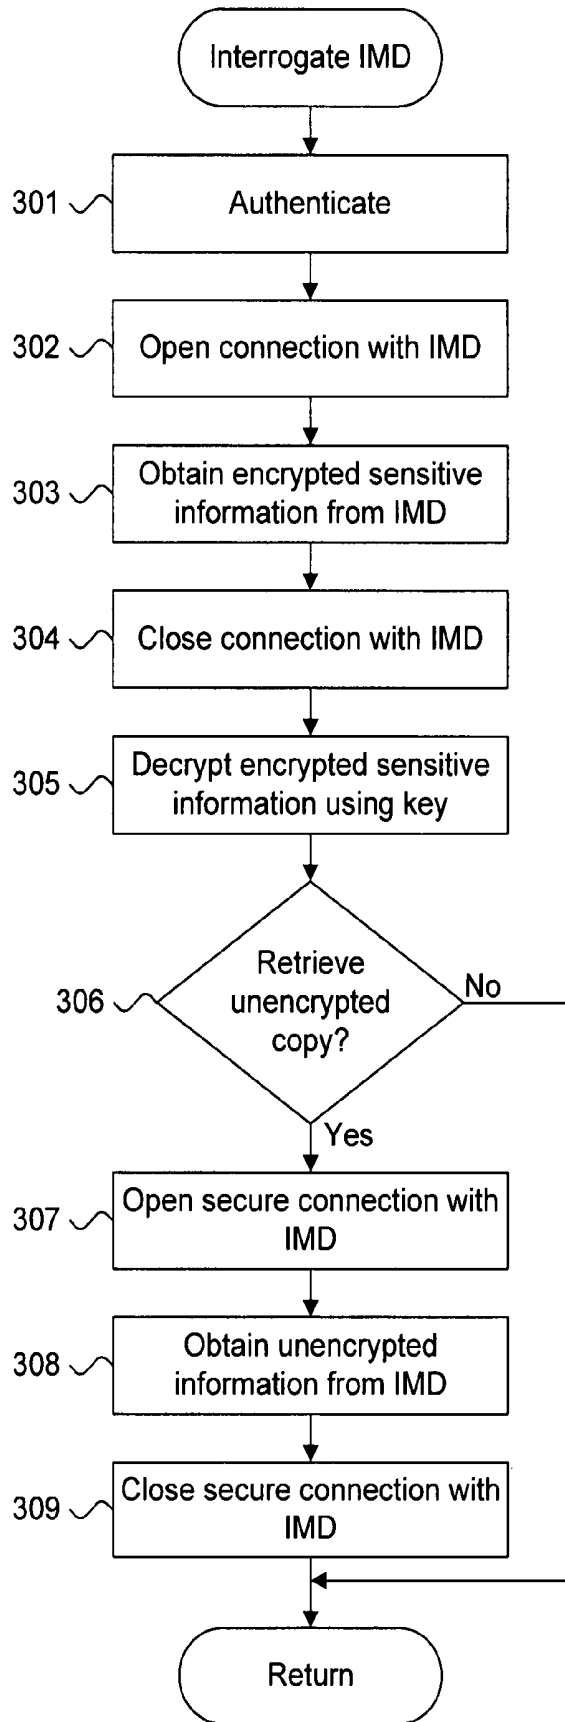 Interrogate IMD
301
Authenticate
302
Open connection with IMD
303
Obtain encrypted sensitive
information from IMD
304
Close connection with IMD
305
Decrypt encrypted sensitive
information using key
306
Retrieve
unencrypted
copy?
No
Yes
307
Open secure connection with
IMD
308
Obtain unencrypted
information from IMD
309
Close secure connection with
IMD
Return